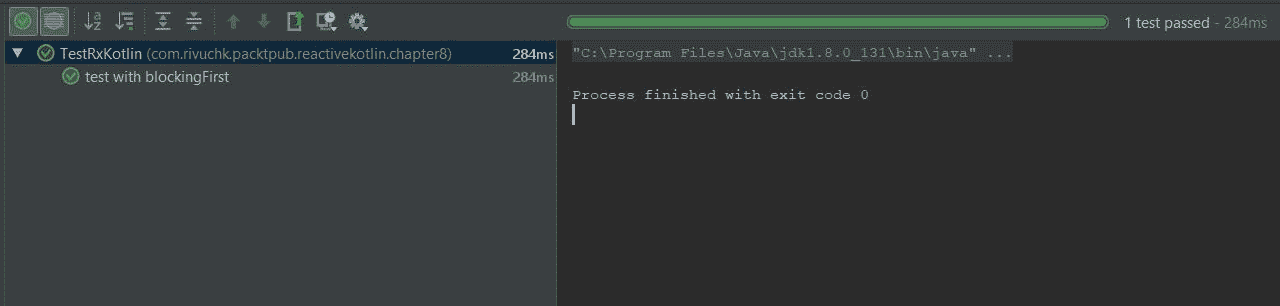 1 test passed - 284ms
TestRxKotlin (com.rivuchk.packtpub.reactivekotlin.chapter8) 284ms
test with blockingFirst 284ms
"C:\Program Files\Java\jdk1.8.0_131\bin\java" ...
Process finished with exit code 0